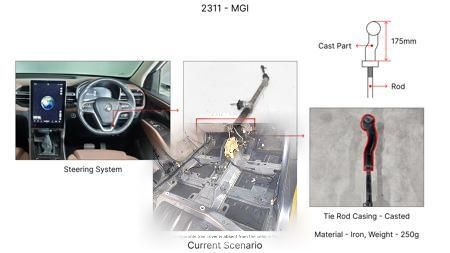 2311 - MGI
Cast Part
175mm
Rod
Steering System
Current Scenario
Tie Rod Casing - Casted
Material - Iron, Weight - 250g